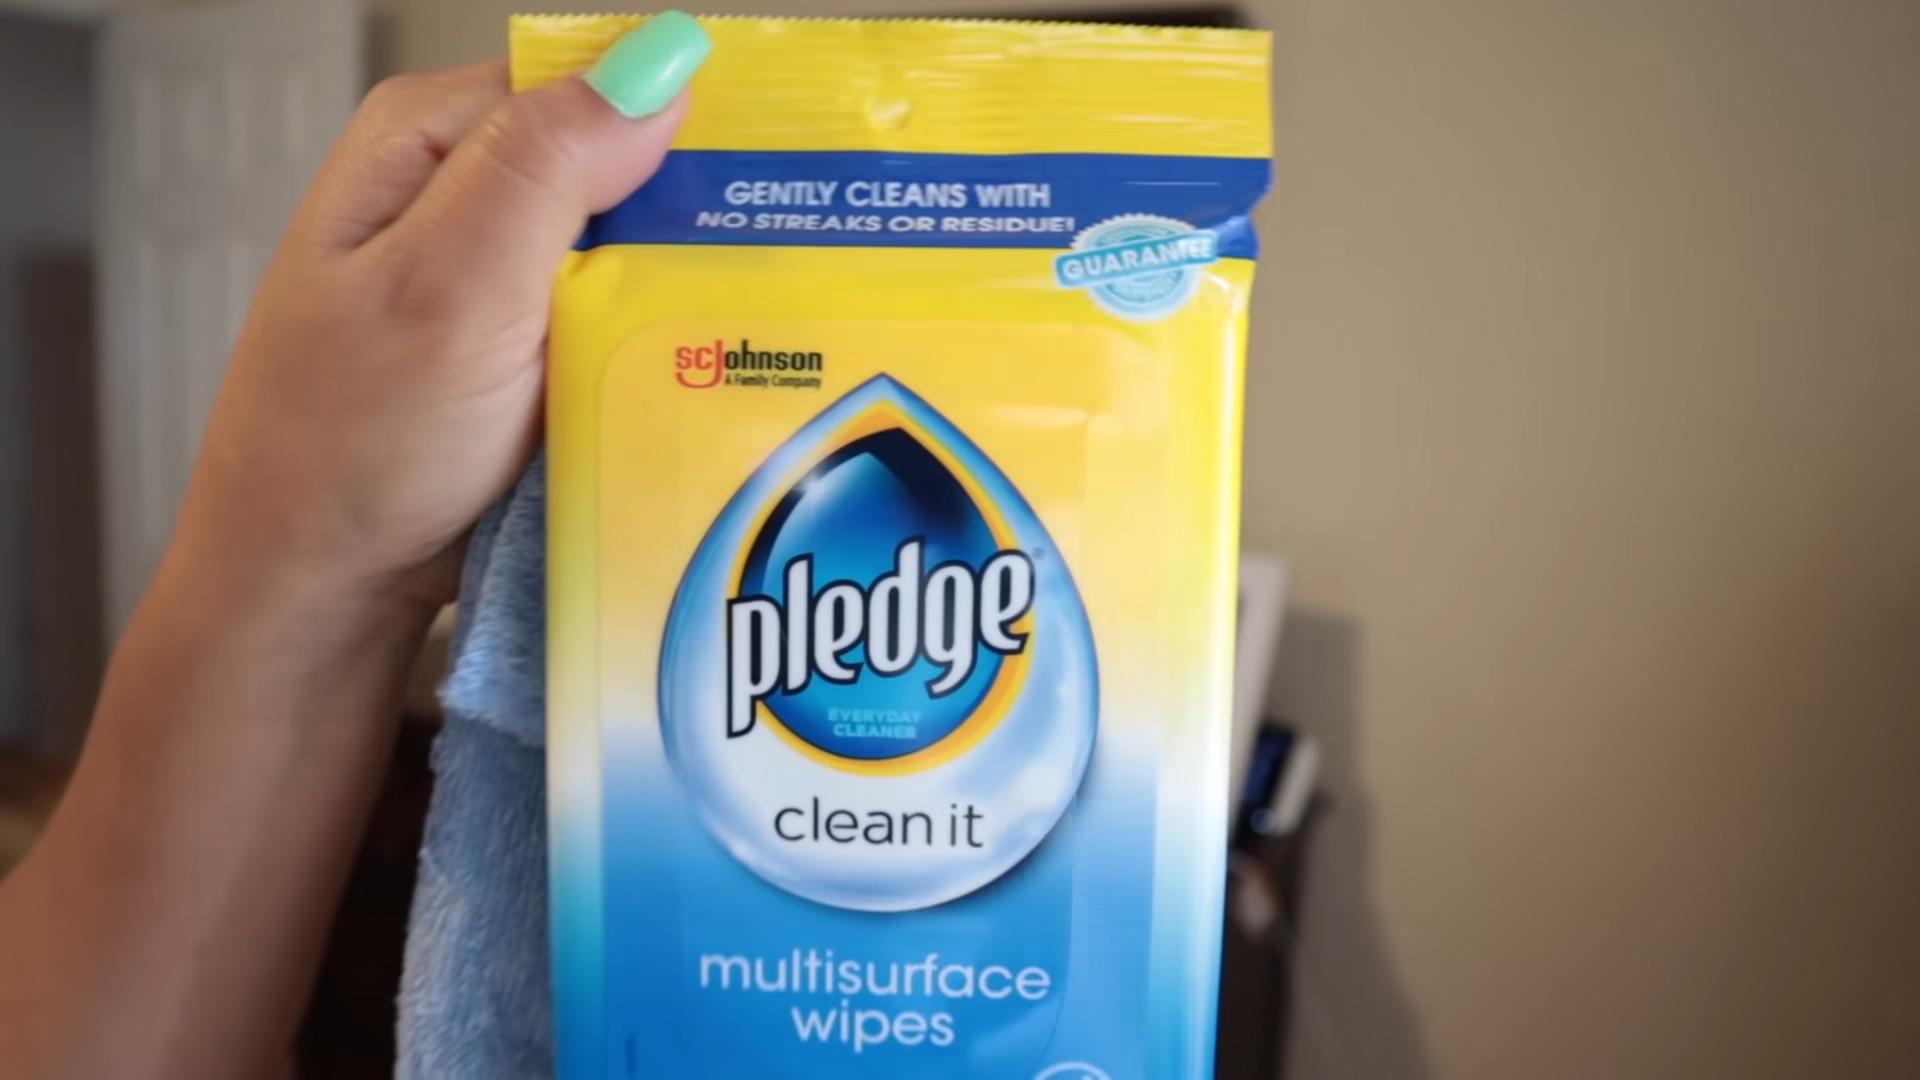 GENTLY CLEANS WITH
NO STREAKS OR RESIDUE!
GUARANTEE
scJohnson
A Family Company
pledge®
EVERYDAY
CLEANER
clean it
multisurface
wipes